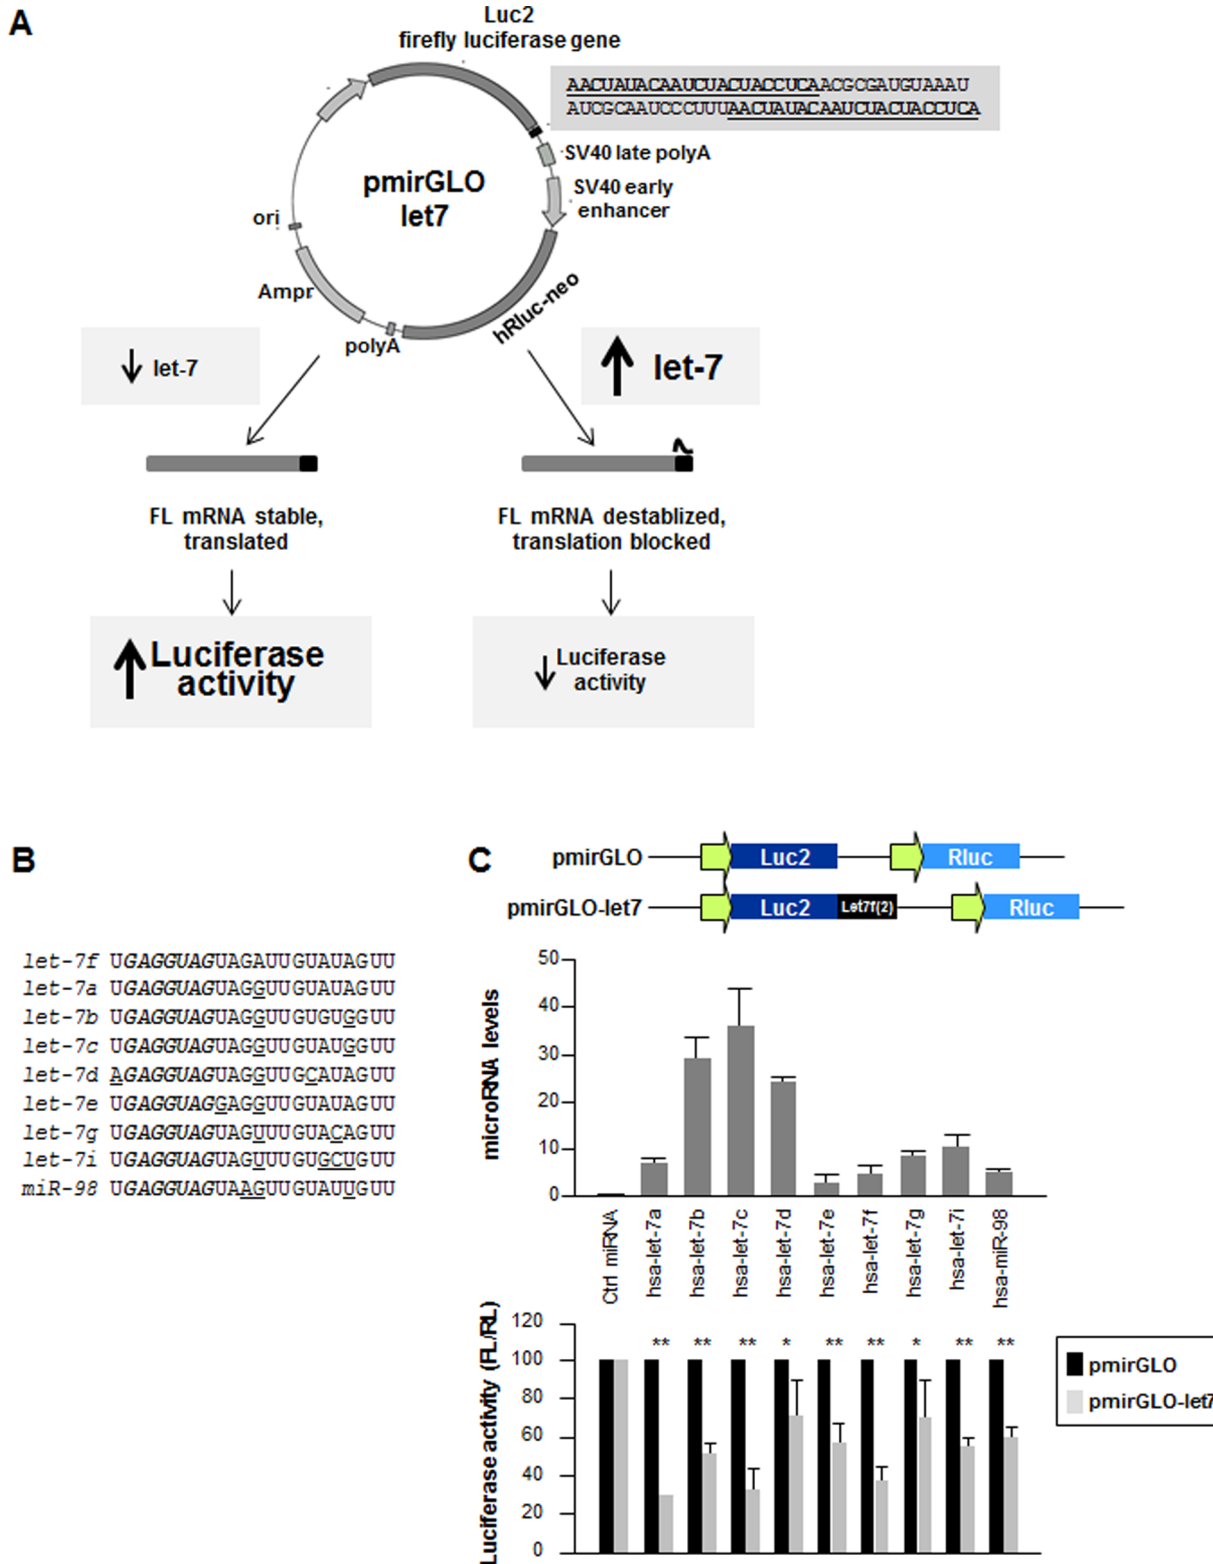 A
Luc2
firefly luciferase gene
AACUAUACAAUCUACUACCUCAACGCGAUGUAAAU
AUCGCAAUCCCUUUAACUAUACAAUCUACUACCUCA
SV40 late polyA
pmirGLO
let7
SV40 early
enhancer
ori
Ampr
hRluc-neo
polyA
let-7
let-7
FL mRNA stable,
translated
FL mRNA destablized,
translation blocked
Luciferase
activity
Luciferase
activity
B
let-7f UGAGGUAGUAGAUUGUAUAGUU
let-7a UGAGGUAGUAGGUUGUAUAGUU
let-7b UGAGGUAGUAGGUUGUGUGGUU
let-7c UGAGGUAGUAGGUUGUAUGGUU
let-7d AGAGGUAGUAGGUUGCAUAGUU
let-7e UGAGGUAGGAGGUUGUAUAGUU
let-7g UGAGGUAGUAGUUUGUACAGUU
let-7i UGAGGUAGUAGUUUGUGCUGUU
miR-98 UGAGGUAGUAAGUUGUAUUGUU
C
pmirGLO
Luc2
Rluc
pmirGLO-let7
Luc2
Let7f(2)
Rluc
microRNA levels
50
40
30
20
10
0
Ctrl miRNA
hsa-let-7a
hsa-let-7b
hsa-let-7c
hsa-let-7d
hsa-let-7e
hsa-let-7f
hsa-let-7g
hsa-let-7i
hsa-miR-98
Luciferase activity (FL/RL)
120
100
80
60
40
20
0
** ** ** * ** ** * ** **
pmirGLO
pmirGLO-let7